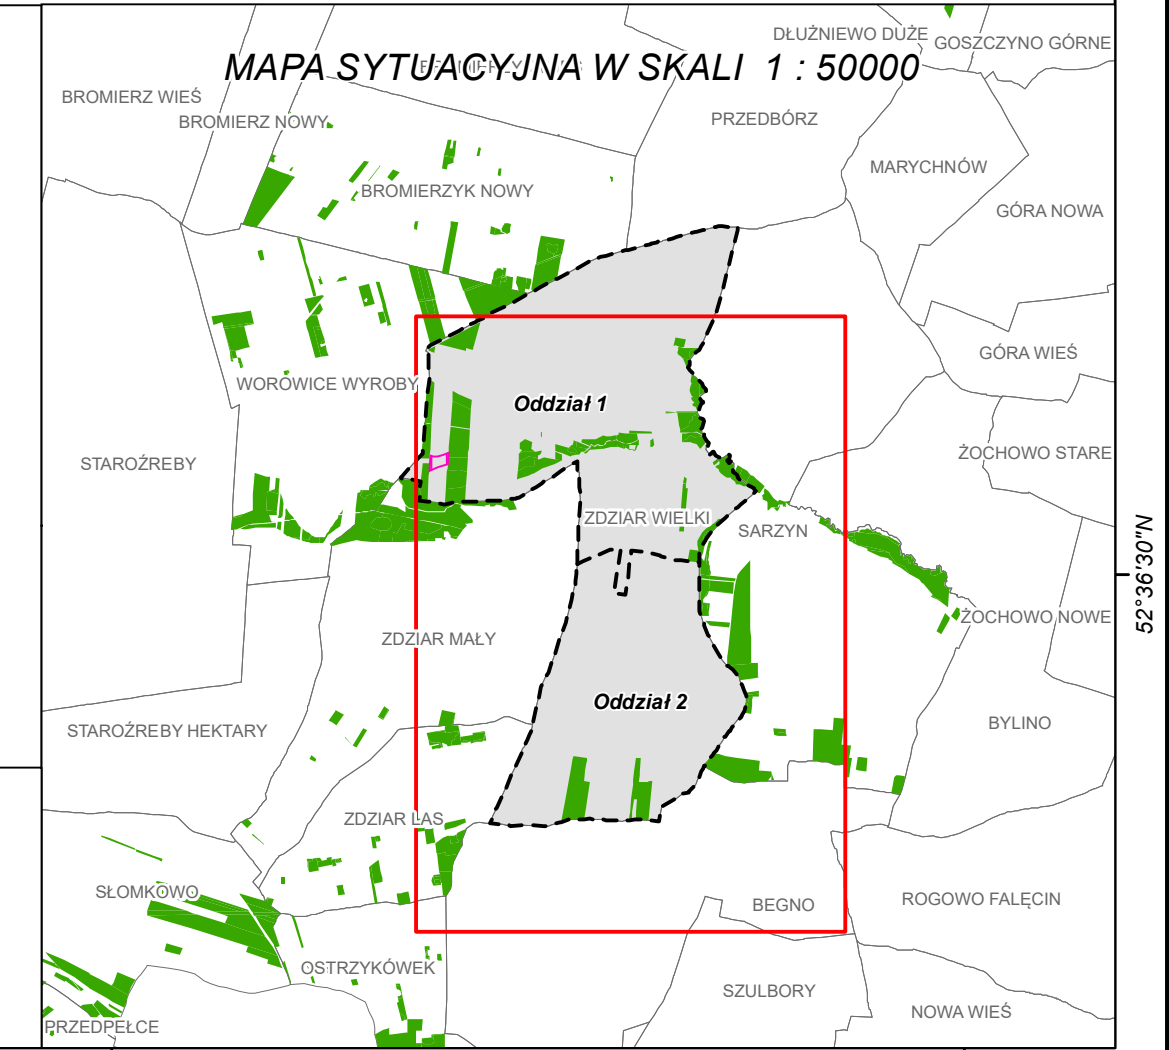 DŁUŻNIEWO DUŻE
GOSZCZYNO GÓRNE
MAPA SYTUACYJNA W SKALI 1 : 50000
BROMIERZ WIEŚ
BROMIERZ NOWY
PRZEDBÓRZ
MARYCHNÓW
BROMIERZYK NOWY
GÓRA NOWA
GÓRA WIEŚ
WOROWICE WYROBY
Oddział 1
STAROŹREBY
ŻOCHOWO STARE
ZDZIAR WIELKI
SARZYN
52°36'30"N
ŻOCHOWO NOWE
ZDZIAR MAŁY
Oddział 2
STAROŹREBY HEKTARY
BYLINO
ZDZIAR LAS
SŁOMKOWO
BEGNO
ROGOWO FALĘCIN
OSTRZYKÓWEK
SZULBORY
NOWA WIEŚ
PRZEDPEŁCE